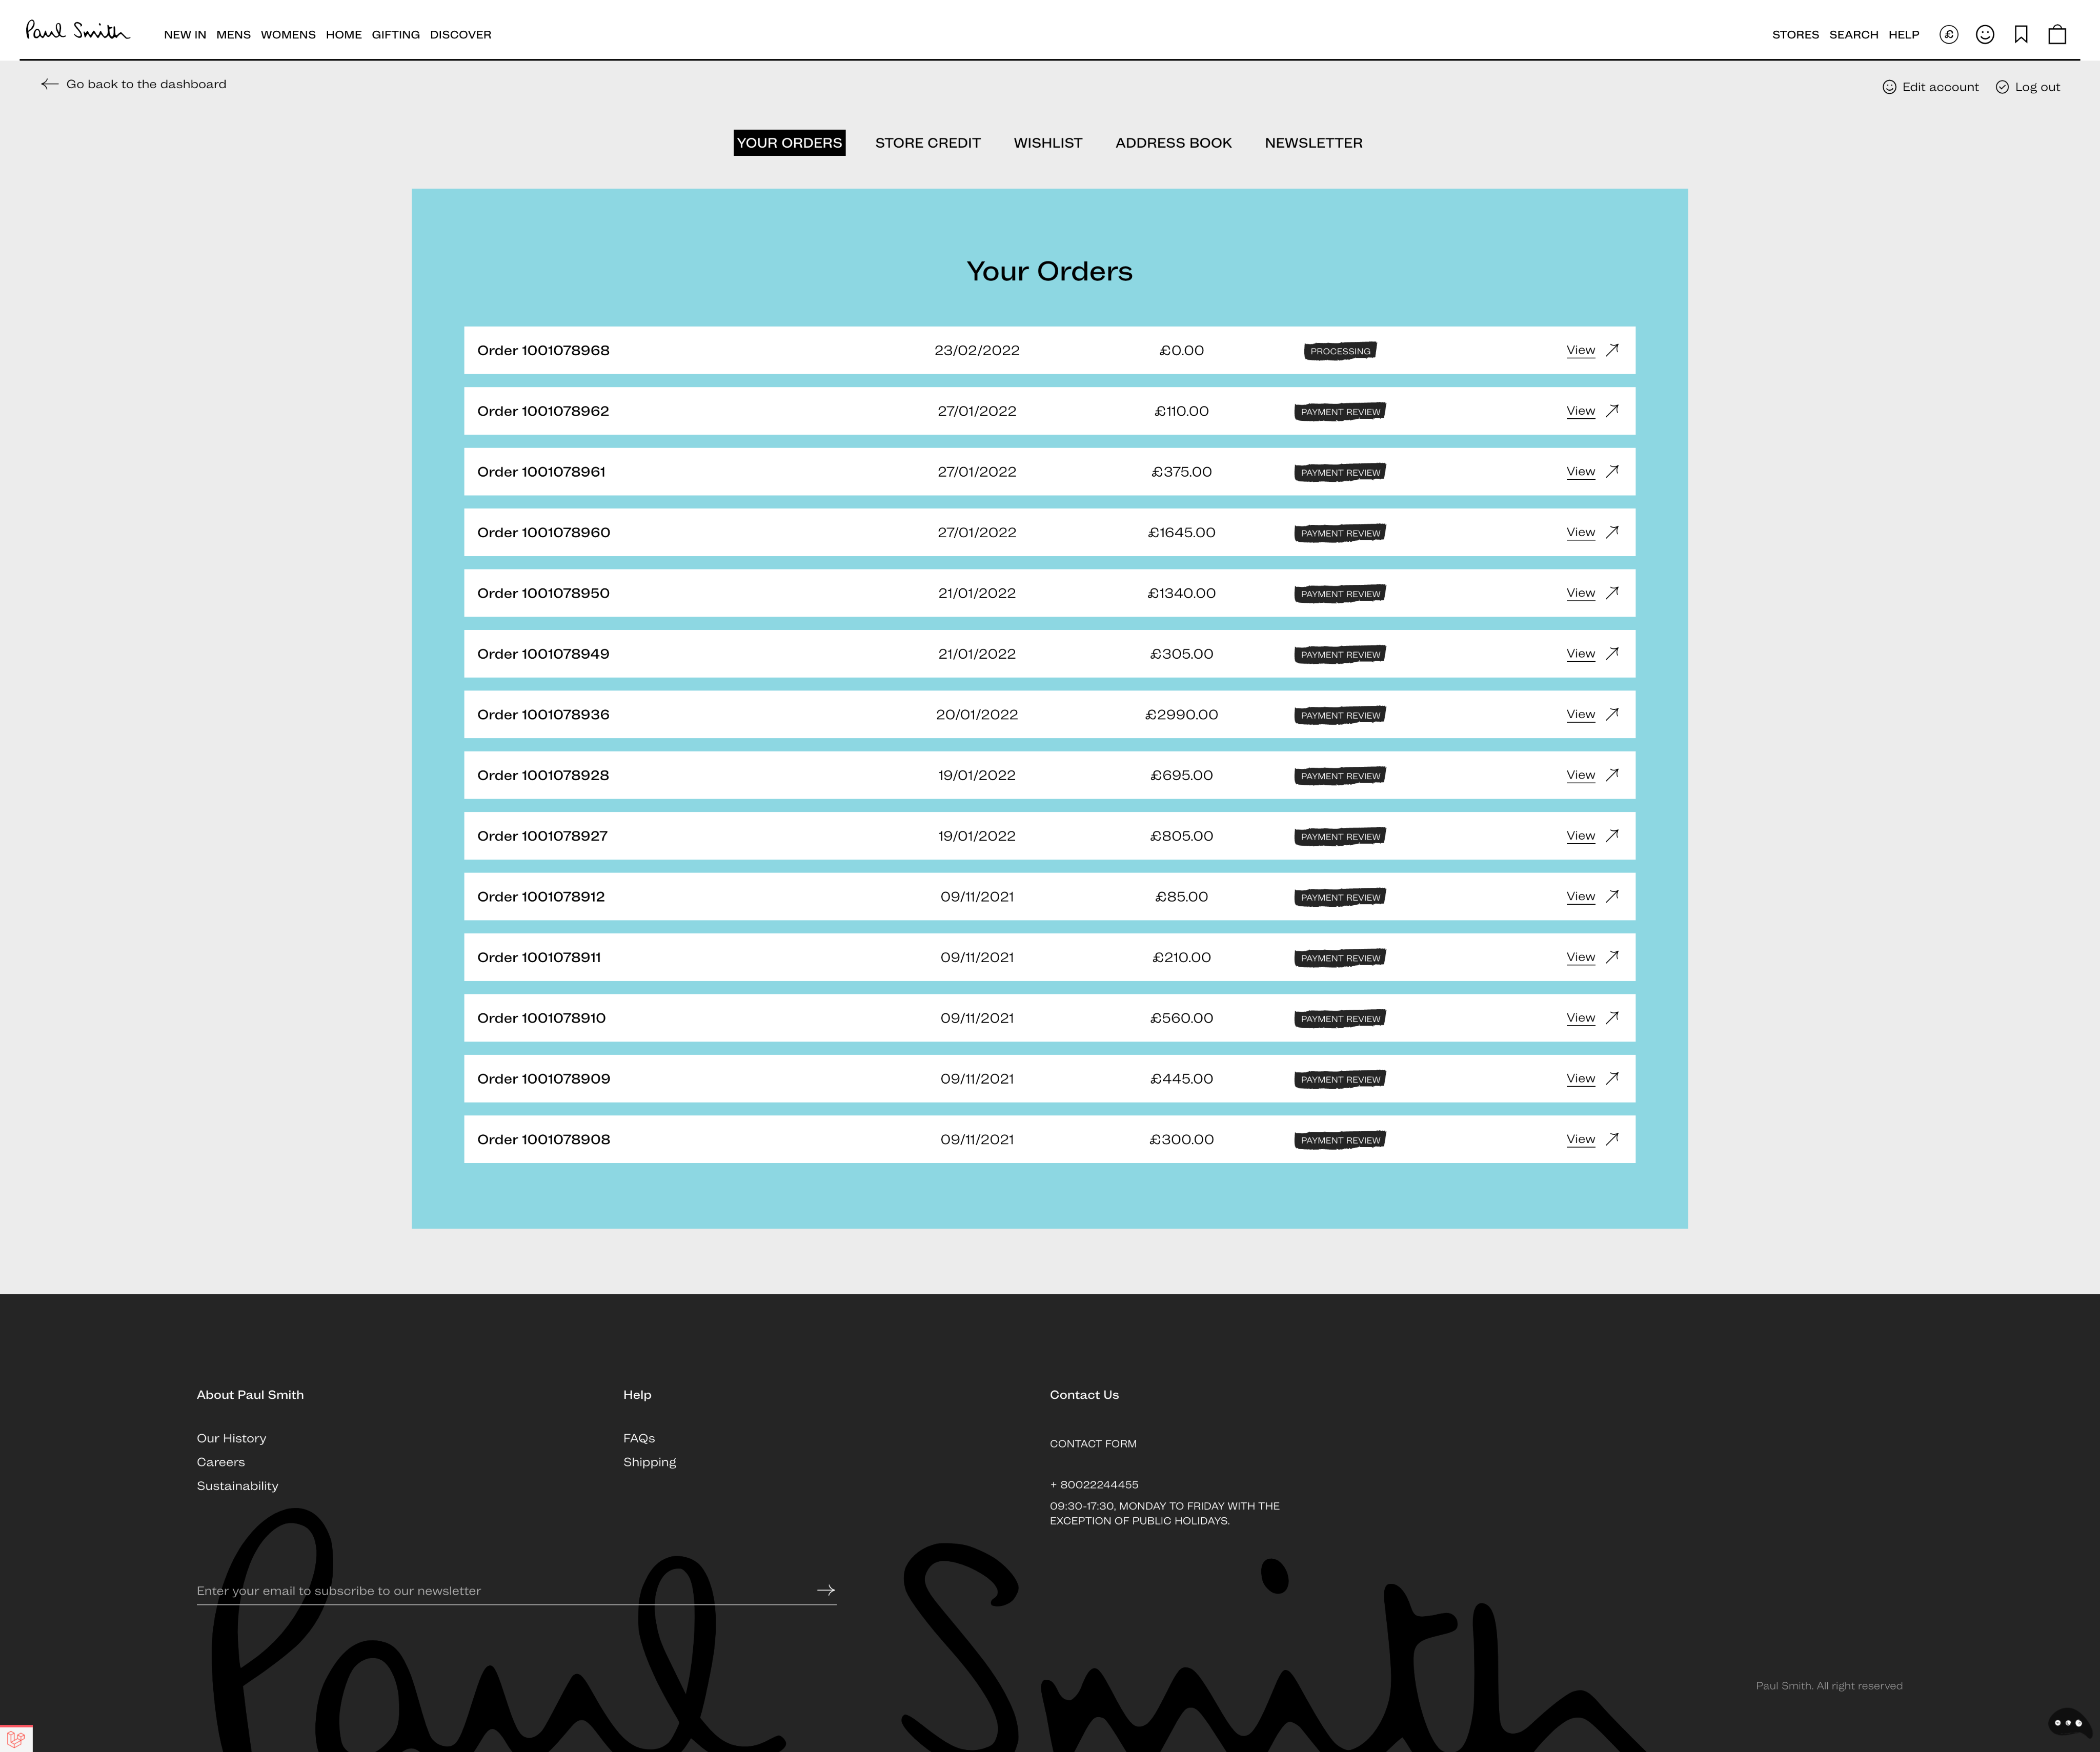 Paul Smith NEW IN MENS WOMENS HOME GIFTING DISCOVER STORES SEARCH HELP £
Go back to the dashboard Edit account Log out
YOUR ORDERS STORE CREDIT WISHLIST ADDRESS BOOK NEWSLETTER
Your Orders
Order 1001078968 23/02/2022 £0.00 PROCESSING View
Order 1001078962 27/01/2022 £110.00 PAYMENT REVIEW View
Order 1001078961 27/01/2022 £375.00 PAYMENT REVIEW View
Order 1001078960 27/01/2022 £1645.00 PAYMENT REVIEW View
Order 1001078950 21/01/2022 £1340.00 PAYMENT REVIEW View
Order 1001078949 21/01/2022 £305.00 PAYMENT REVIEW View
Order 1001078936 20/01/2022 £2990.00 PAYMENT REVIEW View
Order 1001078928 19/01/2022 £695.00 PAYMENT REVIEW View
Order 1001078927 19/01/2022 £805.00 PAYMENT REVIEW View
Order 1001078912 09/11/2021 £85.00 PAYMENT REVIEW View
Order 1001078911 09/11/2021 £210.00 PAYMENT REVIEW View
Order 1001078910 09/11/2021 £560.00 PAYMENT REVIEW View
Order 1001078909 09/11/2021 £445.00 PAYMENT REVIEW View
Order 1001078908 09/11/2021 £300.00 PAYMENT REVIEW View
About Paul Smith
Our History
Careers
Sustainability
Help
FAQs
Shipping
Contact Us
CONTACT FORM
+ 80022244455
09:30-17:30, MONDAY TO FRIDAY WITH THE
EXCEPTION OF PUBLIC HOLIDAYS.
Enter your email to subscribe to our newsletter
Paul Smith
Paul Smith. All right reserved